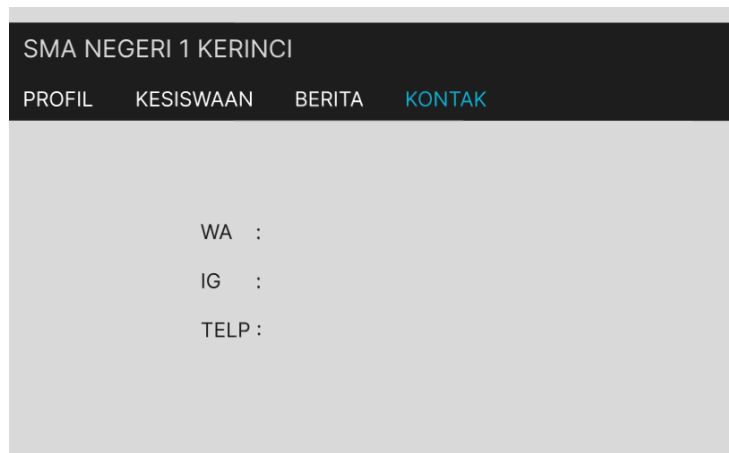 SMA NEGERI 1 KERINCI
PROFIL KESISWAAN BERITA KONTAK
WA :
IG :
TELP :